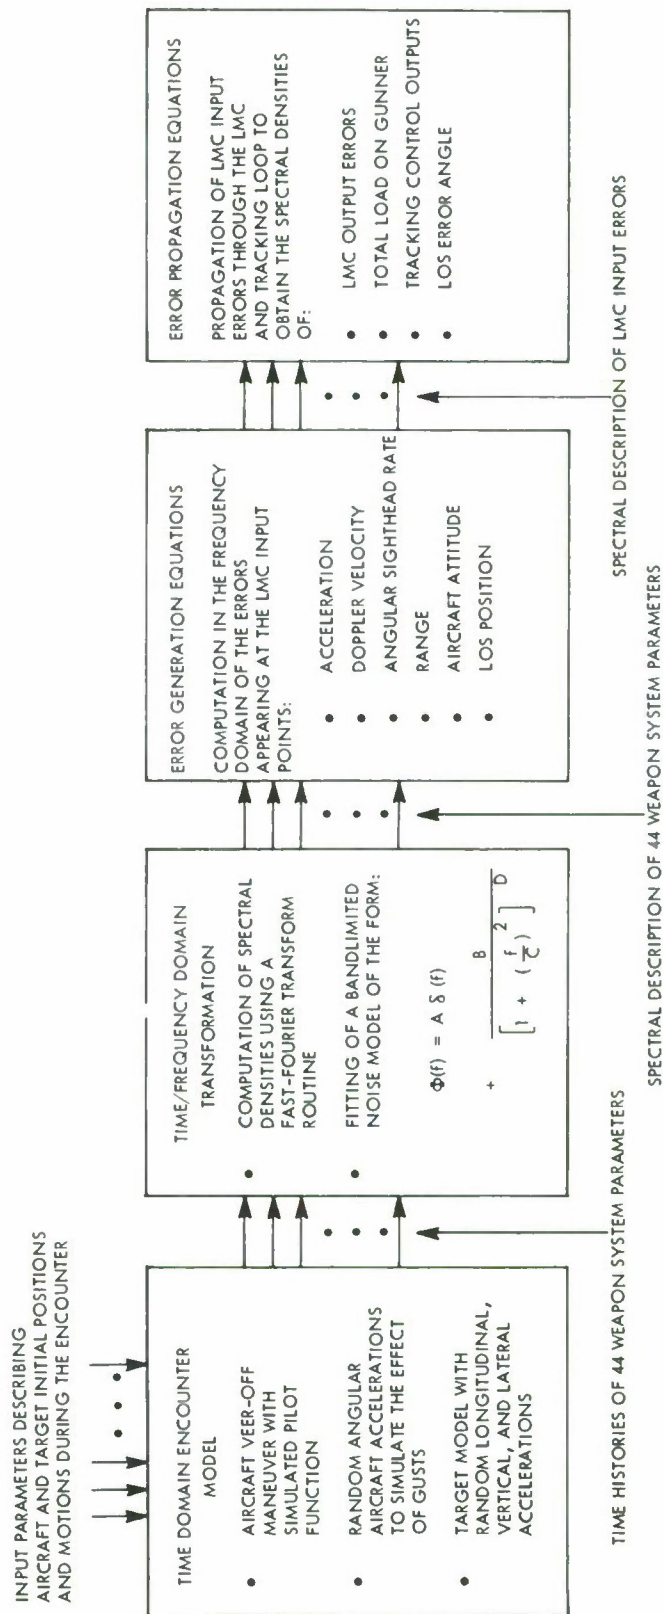 INPUT PARAMETERS DESCRIBING
AIRCRAFT AND TARGET INITIAL POSITIONS
AND MOTIONS DURING THE ENCOUNTER
TIME DOMAIN ENCOUNTER
MODEL
• AIRCRAFT VEER-OFF
MANEUVER WITH
SIMULATED PILOT
FUNCTION
• RANDOM ANGULAR
AIRCRAFT ACCELERATIONS
TO SIMULATE THE EFFECT
OF GUSTS
• TARGET MODEL WITH
RANDOM LONGITUDINAL,
VERTICAL, AND LATERAL
ACCELERATIONS
TIME HISTORIES OF 44 WEAPON SYSTEM PARAMETERS
TIME/FREQUENCY DOMAIN
TRANSFORMATION
• COMPUTATION OF SPECTRAL
DENSITIES USING A
FAST-FOURIER TRANSFORM
ROUTINE
• FITTING OF A BANDLIMITED
NOISE MODEL OF THE FORM:
Φ(f) = A δ (f)
+ B / [1 + (f/C)^2]^D
SPECTRAL DESCRIPTION OF 44 WEAPON SYSTEM PARAMETERS
ERROR GENERATION EQUATIONS
COMPUTATION IN THE FREQUENCY
DOMAIN OF THE ERRORS
APPEARING AT THE LMC INPUT
POINTS:
• ACCELERATION
• DOPPLER VELOCITY
• ANGULAR SIGHTHEAD RATE
• RANGE
• AIRCRAFT ATTITUDE
• LOS POSITION
SPECTRAL DESCRIPTION OF LMC INPUT ERRORS
ERROR PROPAGATION EQUATIONS
PROPAGATION OF LMC INPUT
ERRORS THROUGH THE LMC
AND TRACKING LOOP TO
OBTAIN THE SPECTRAL DENSITIES
OF:
• LMC OUTPUT ERRORS
• TOTAL LOAD ON GUNNER
• TRACKING CONTROL OUTPUTS
• LOS ERROR ANGLE